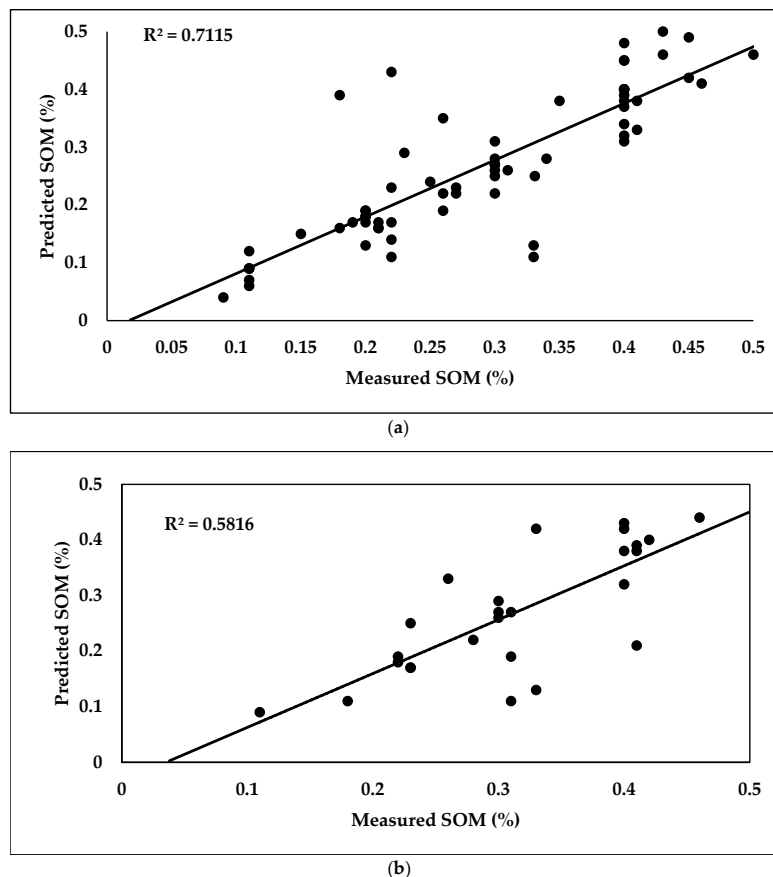 R² = 0.7115
0.5
0.4
0.3
0.2
0.1
0
Predicted SOM (%)
0 0.05 0.1 0.15 0.2 0.25 0.3 0.35 0.4 0.45 0.5
Measured SOM (%)
(a)
R² = 0.5816
0.5
0.4
0.3
0.2
0.1
0
Predicted SOM (%)
0 0.1 0.2 0.3 0.4 0.5
Measured SOM (%)
(b)